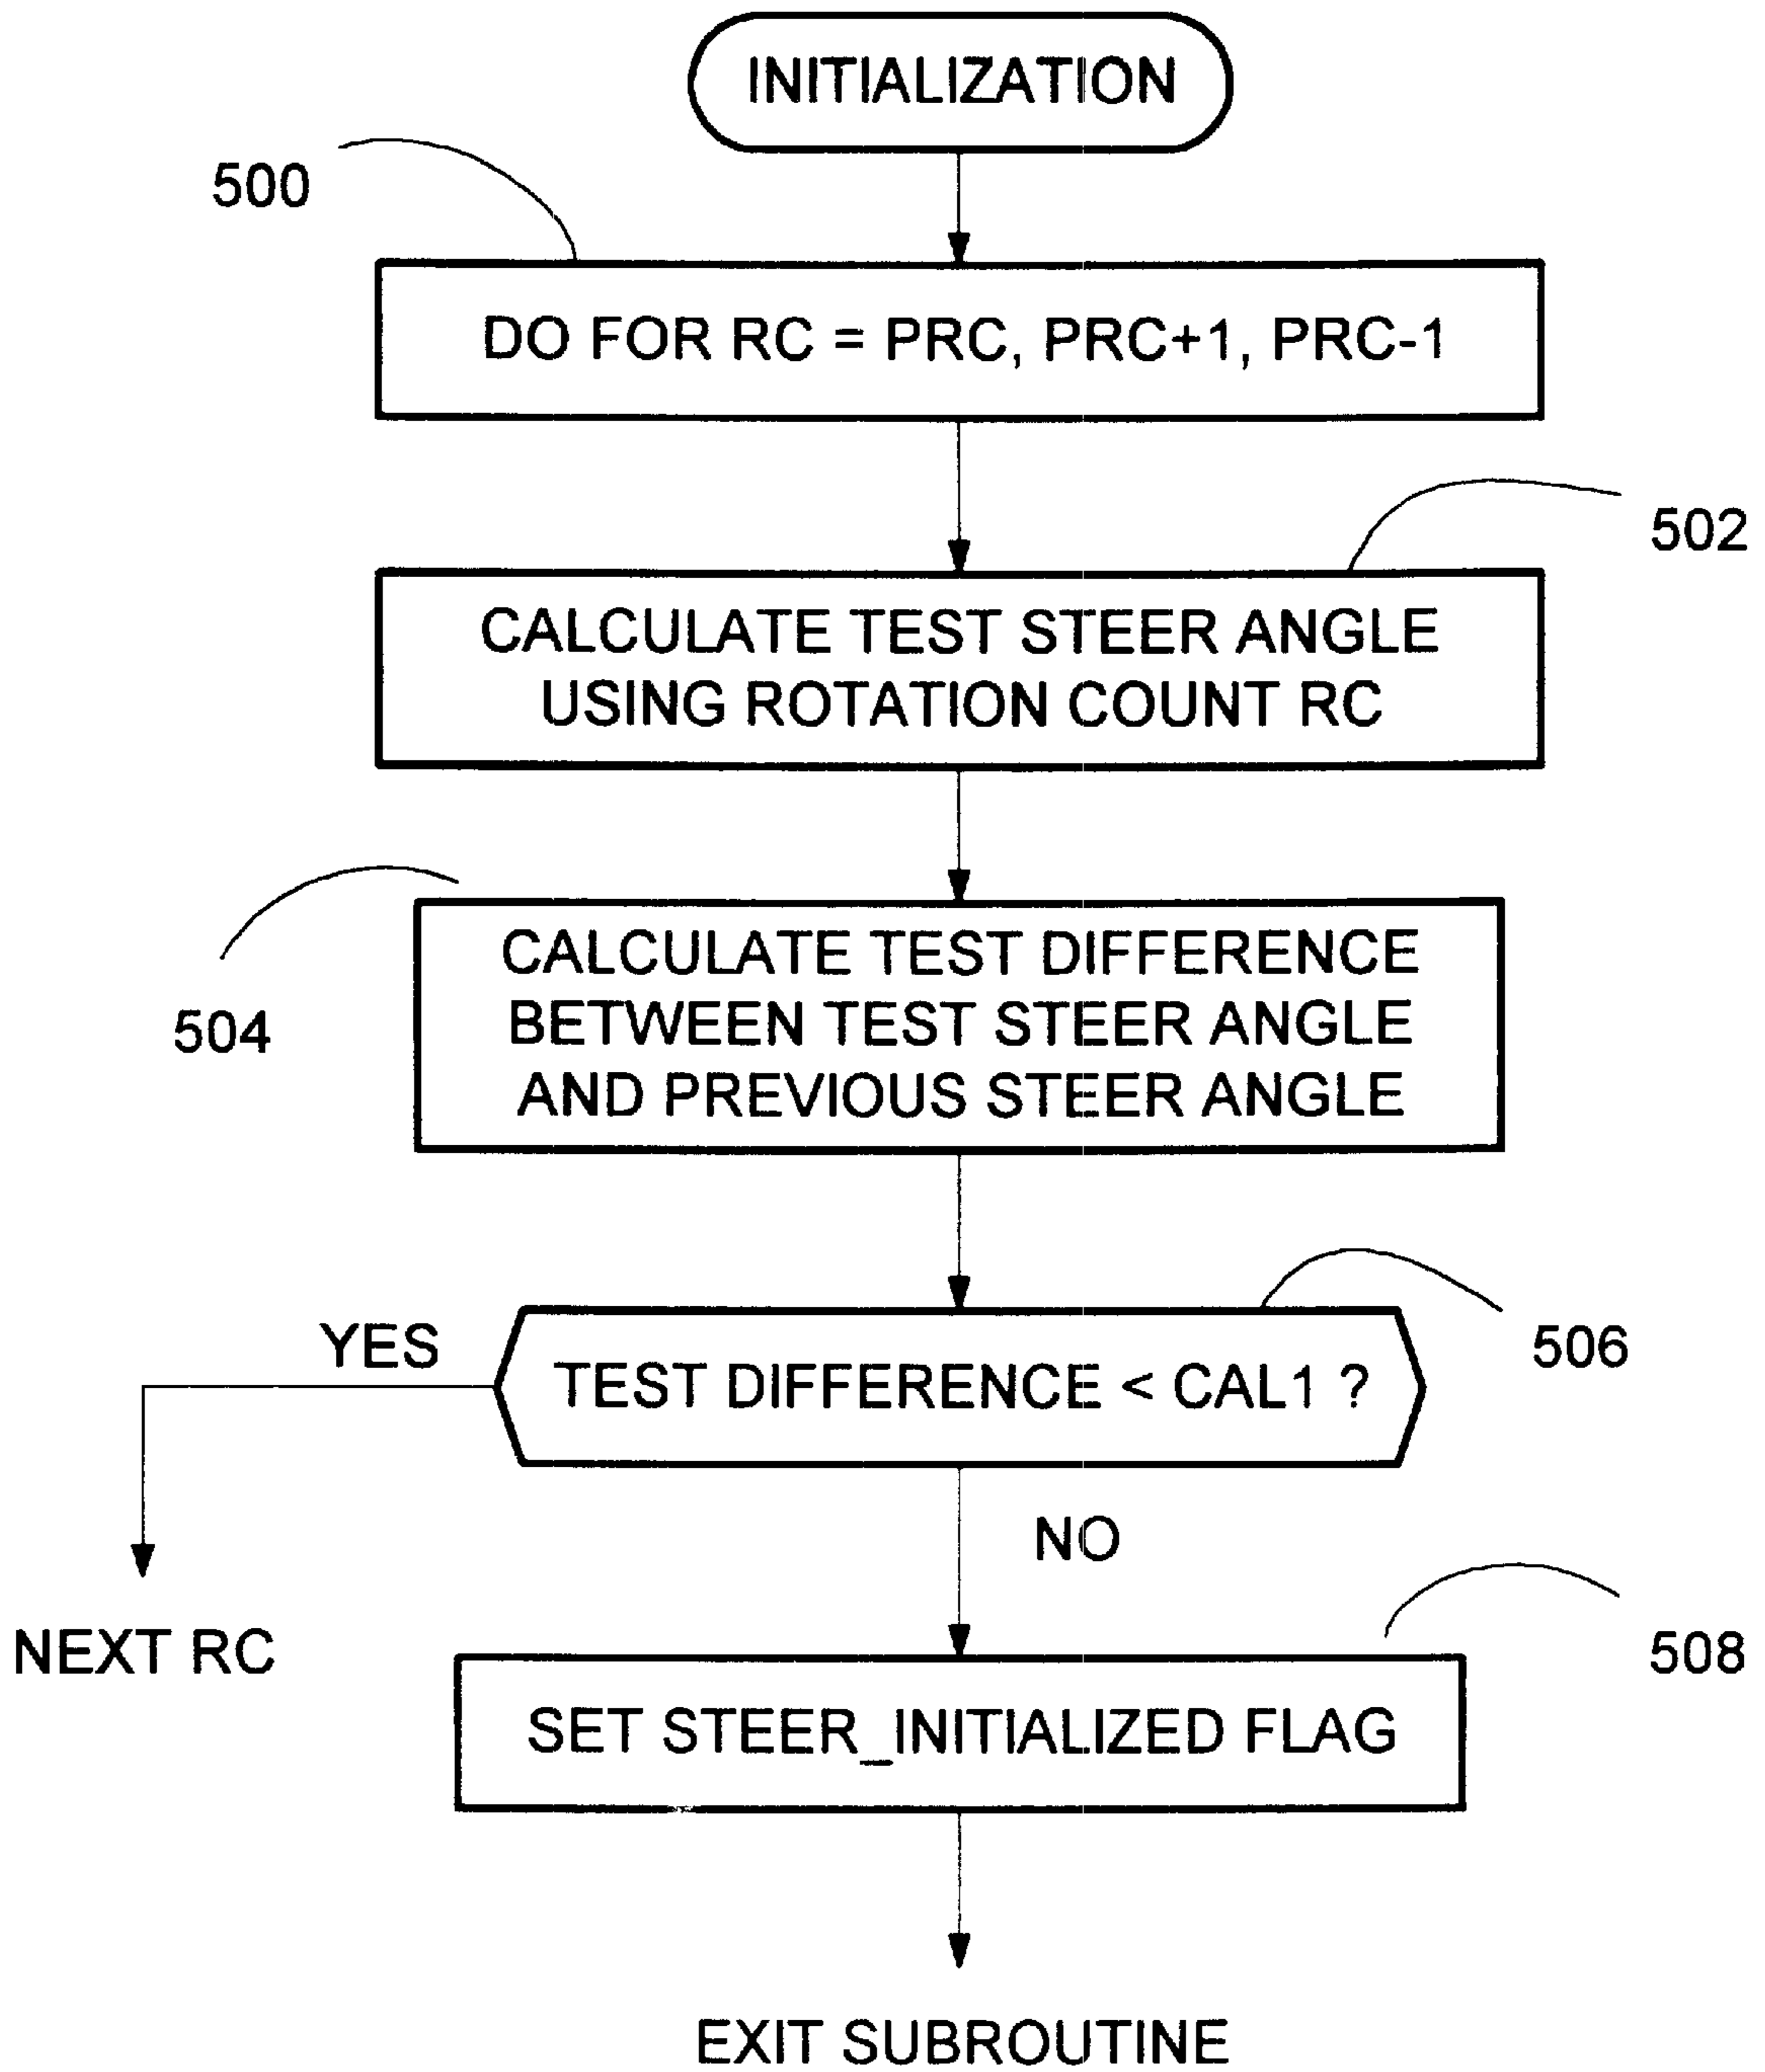 INITIALIZATION
500
DO FOR RC = PRC, PRC+1, PRC-1
502
CALCULATE TEST STEER ANGLE
USING ROTATION COUNT RC
504
CALCULATE TEST DIFFERENCE
BETWEEN TEST STEER ANGLE
AND PREVIOUS STEER ANGLE
YES
506
TEST DIFFERENCE < CAL1 ?
NO
NEXT RC
508
SET STEER_INITIALIZED FLAG
EXIT SUBROUTINE